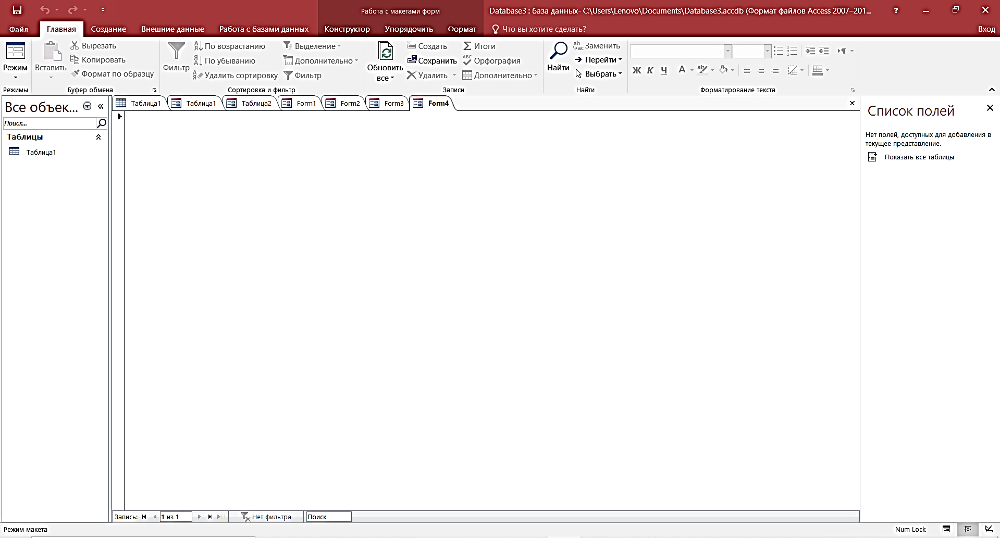 Работа с макетами форм
Database3 : база данных- C:\Users\Lenovo\Documents\Database3.accdb (Формат файлов Access 2007–201...
?
Файл Главная Создание Внешние данные Работа с базами данных Конструктор Упорядочить Формат Что вы хотите сделать? Вход
Режим
Режимы
Вставить
Вырезать
Копировать
Формат по образцу
Буфер обмена
Фильтр
По возрастанию
По убыванию
Удалить сортировку
Выделение
Дополнительно
Фильтр
Сортировка и фильтр
Обновить
все
Создать
Сохранить
Удалить
Итоги
Орфография
Дополнительно
Записи
Найти
Заменить
Перейти
Выбрать
Найти
Ж К Ч А
Форматирование текста
Все объек...
Поиск...
Таблицы
Таблица1
Таблица1 Таблица1 Таблица2 Form1 Form2 Form3 Form4
Список полей
Нет полей, доступных для добавления в
текущее представление.
Показать все таблицы
Запись: 1 из 1 Нет фильтра Поиск
Режим макета
Num Lock